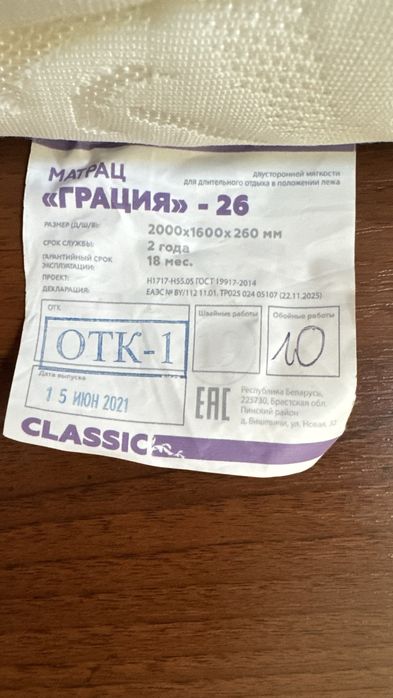 МАТРАЦ
«ГРАЦИЯ» - 26
двусторонней мягкости
для длительного отдыха в положении лежа
РАЗМЕР (Д/Ш/В): 2000х1600х260 мм
СРОК СЛУЖБЫ: 2 года
ГАРАНТИЙНЫЙ СРОК ЭКСПЛУАТАЦИИ: 18 мес.
ПРОЕКТ: Н1717-Н55.05 ГОСТ 19917-2014
ДЕКЛАРАЦИЯ: ЕАЭС № BY/112 11.01. ТР025 024 05107 (22.11.2025)
ОТК
ОТК-1
Швейные работы
Обойные работы
10
Дата выпуска
15 ИЮН 2021
ЕАС
Республика Беларусь,
225730, Брестская обл.
Пинский район
д. Вишевичи, ул. Новая, 37
CLASSIC